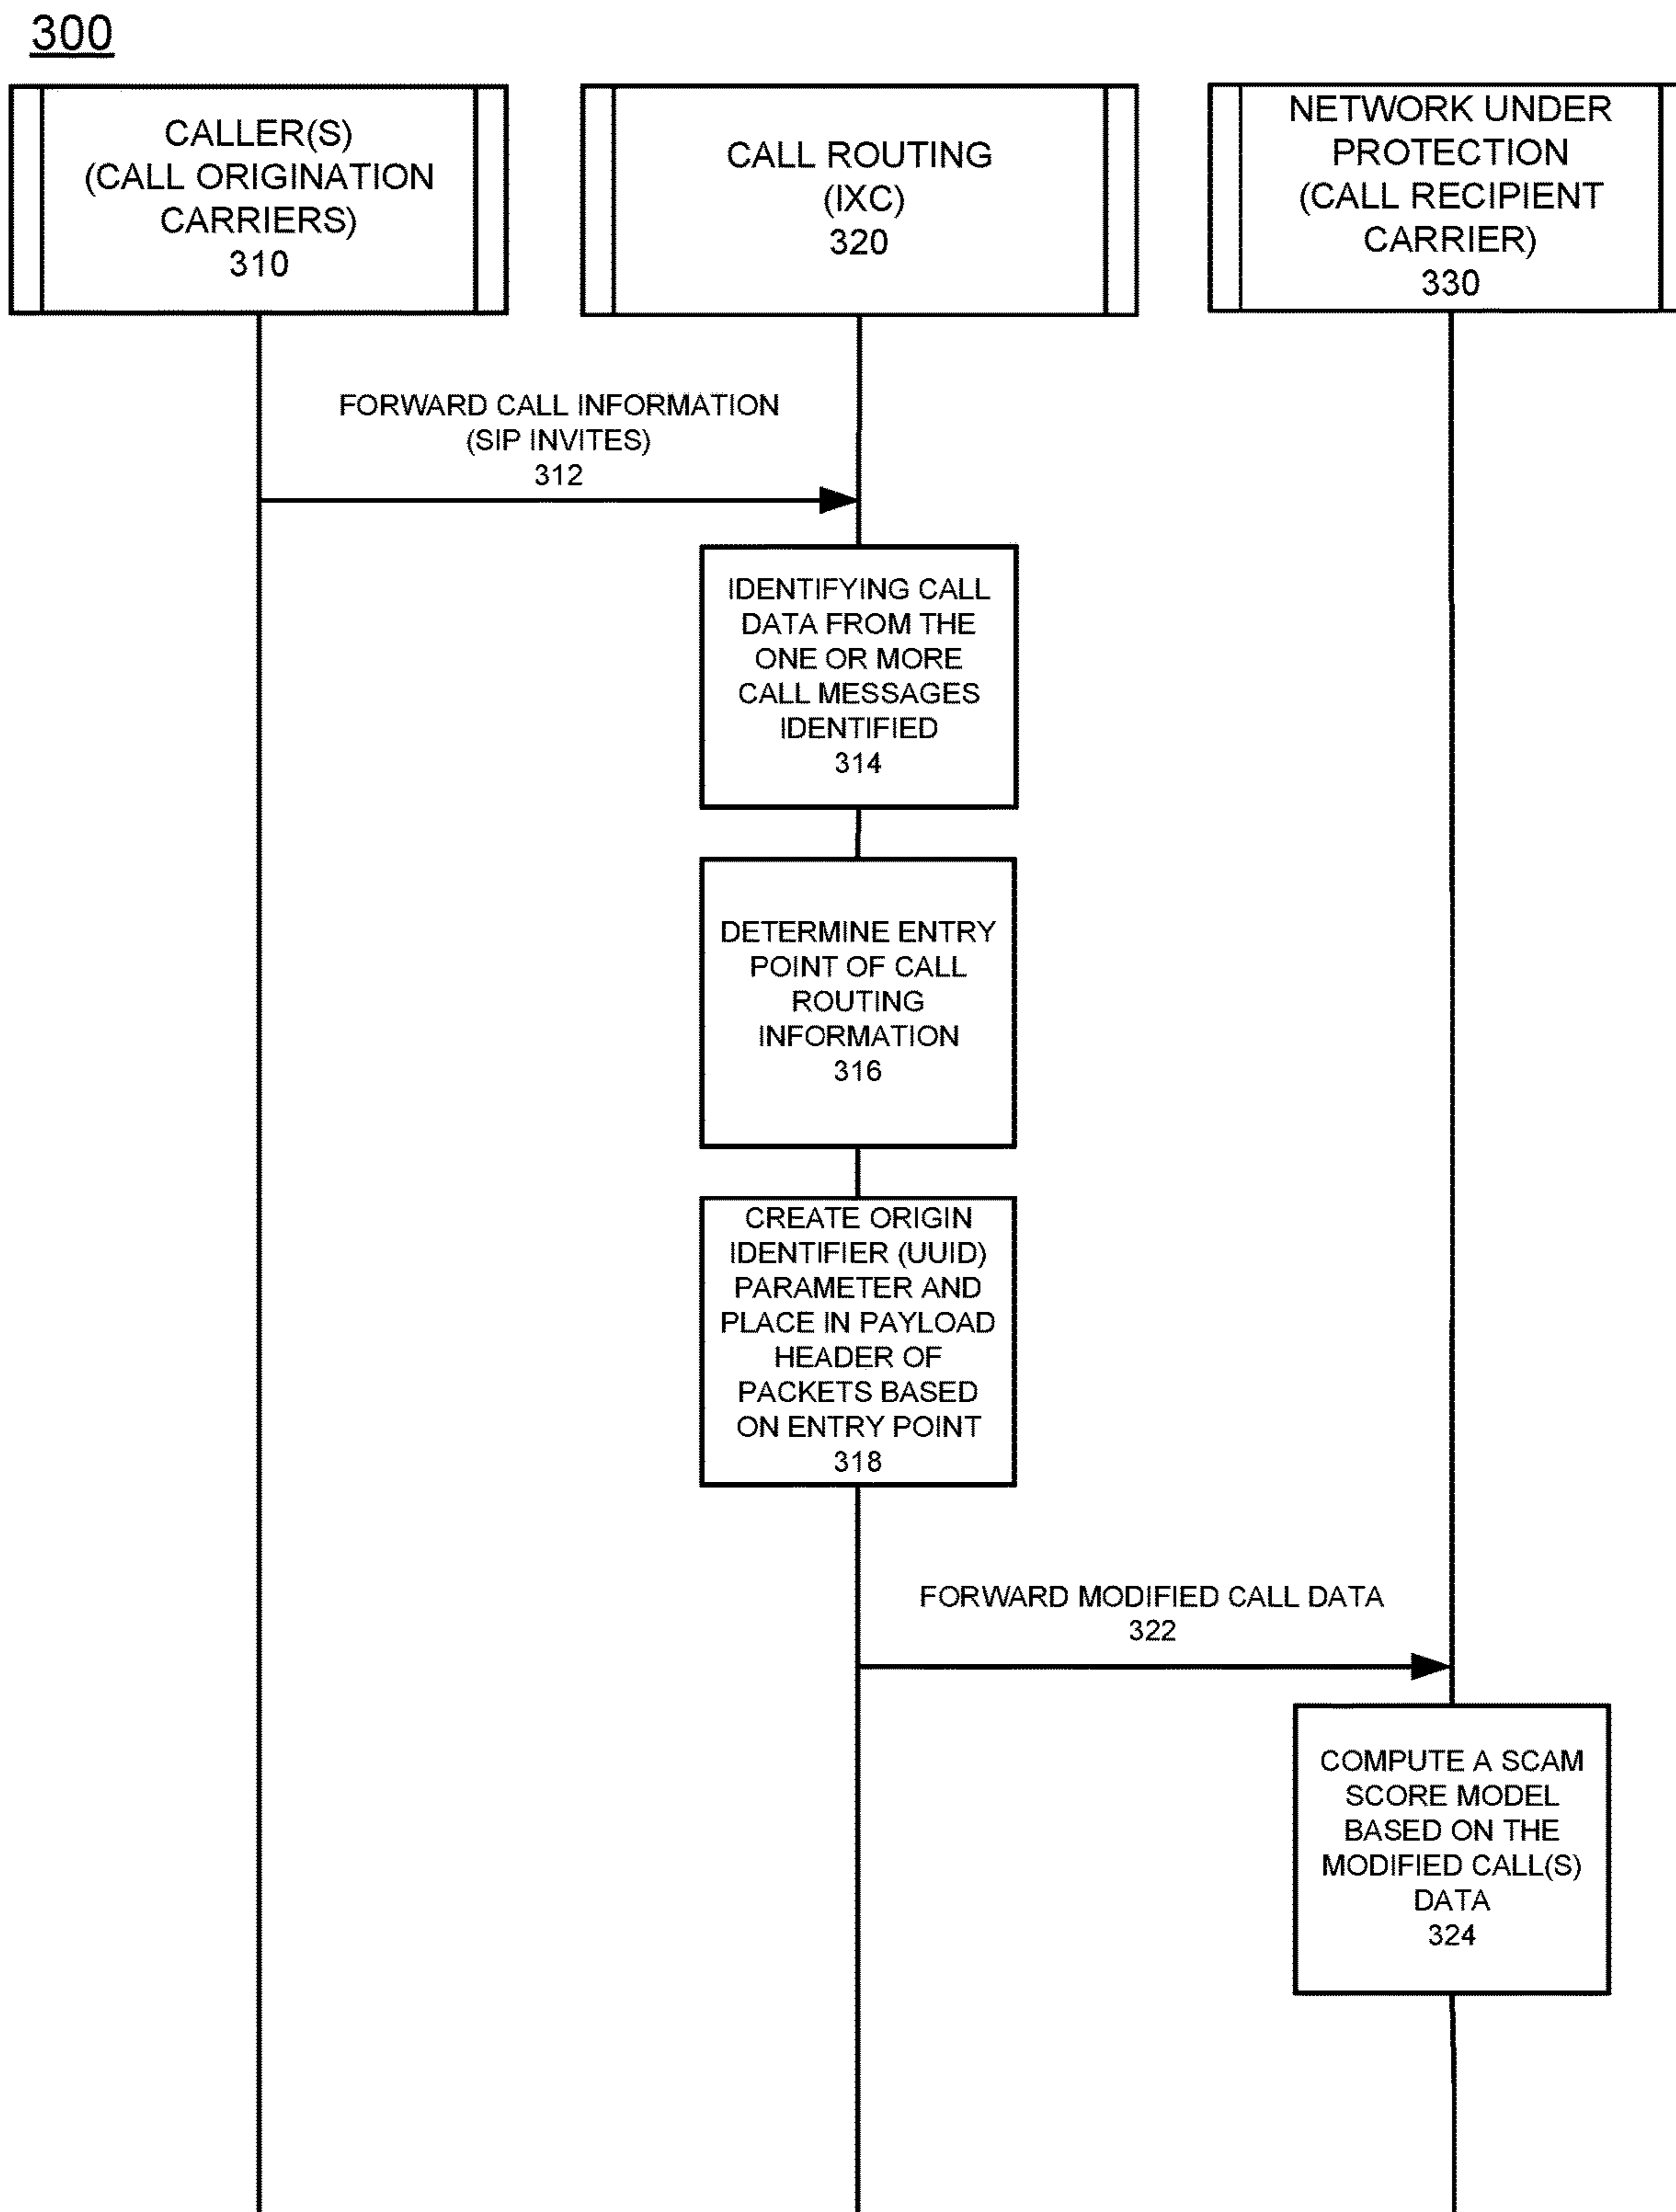 300
CALLER(S)
(CALL ORIGINATION
CARRIERS)
310
CALL ROUTING
(IXC)
320
NETWORK UNDER
PROTECTION
(CALL RECIPIENT
CARRIER)
330
FORWARD CALL INFORMATION
(SIP INVITES)
312
IDENTIFYING CALL
DATA FROM THE
ONE OR MORE
CALL MESSAGES
IDENTIFIED
314
DETERMINE ENTRY
POINT OF CALL
ROUTING
INFORMATION
316
CREATE ORIGIN
IDENTIFIER (UUID)
PARAMETER AND
PLACE IN PAYLOAD
HEADER OF
PACKETS BASED
ON ENTRY POINT
318
FORWARD MODIFIED CALL DATA
322
COMPUTE A SCAM
SCORE MODEL
BASED ON THE
MODIFIED CALL(S)
DATA
324